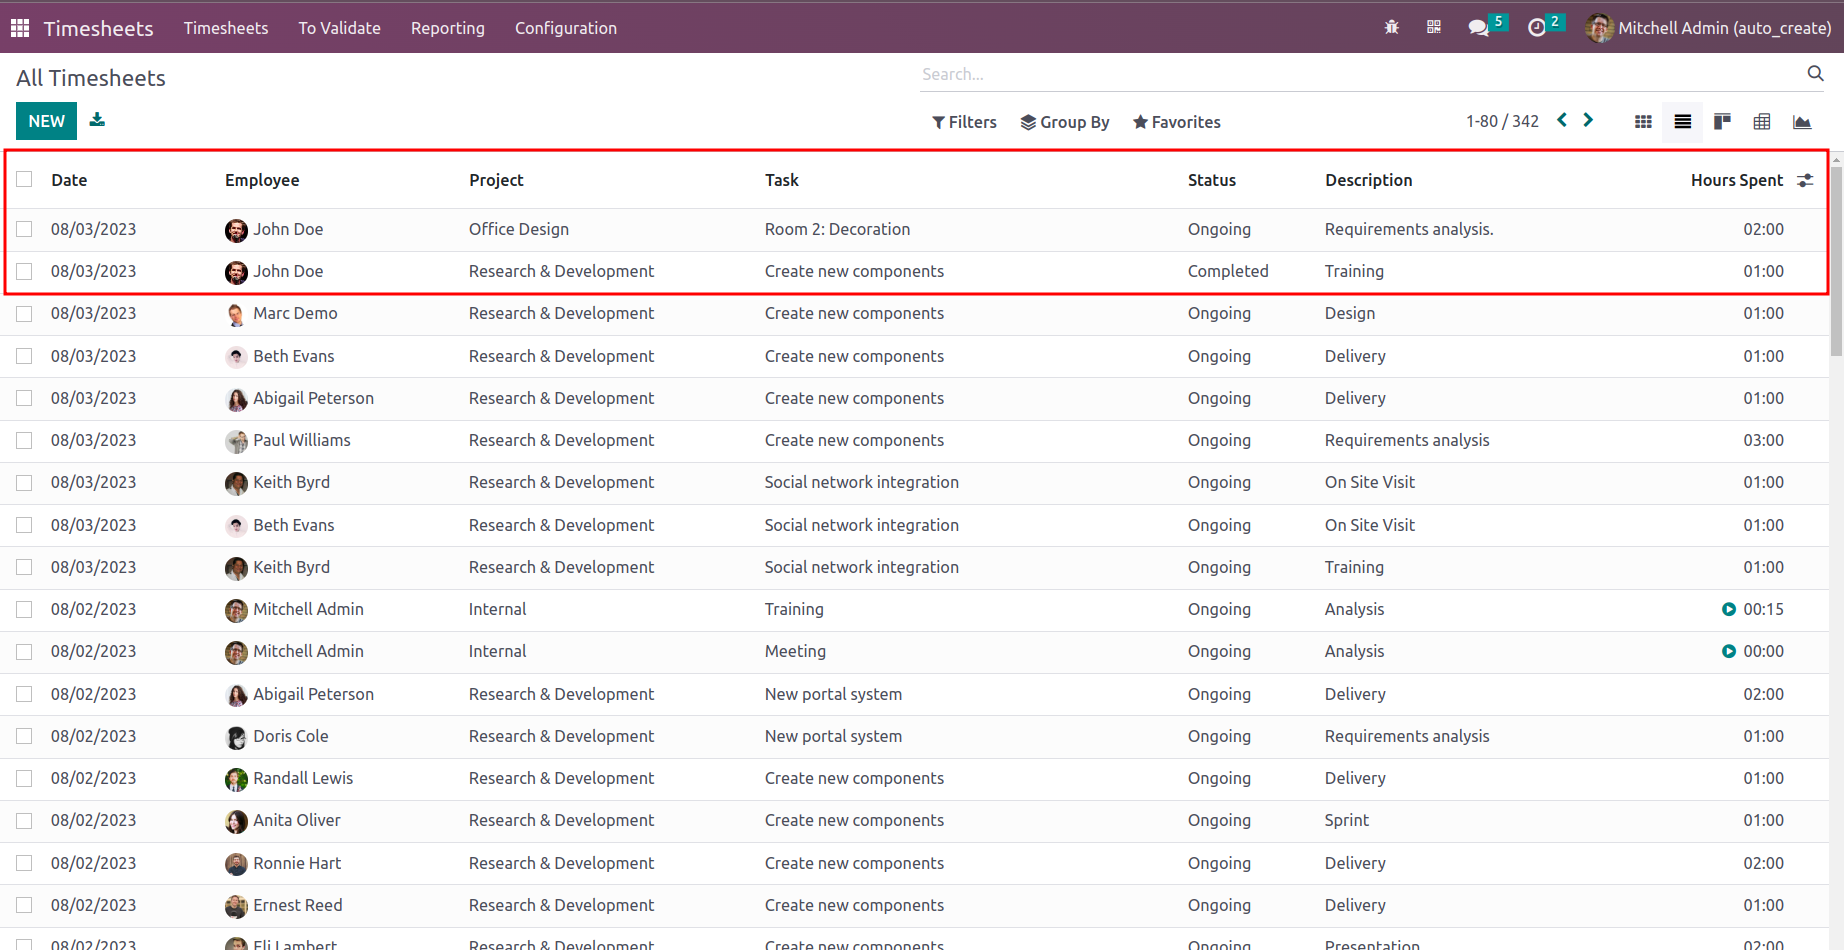 Timesheets Timesheets To Validate Reporting Configuration 5 2 Mitchell Admin (auto_create)
All Timesheets Search...
NEW Filters Group By Favorites 1-80 / 342
Date Employee Project Task Status Description Hours Spent
08/03/2023 John Doe Office Design Room 2: Decoration Ongoing Requirements analysis. 02:00
08/03/2023 John Doe Research & Development Create new components Completed Training 01:00
08/03/2023 Marc Demo Research & Development Create new components Ongoing Design 01:00
08/03/2023 Beth Evans Research & Development Create new components Ongoing Delivery 01:00
08/03/2023 Abigail Peterson Research & Development Create new components Ongoing Delivery 01:00
08/03/2023 Paul Williams Research & Development Create new components Ongoing Requirements analysis 03:00
08/03/2023 Keith Byrd Research & Development Social network integration Ongoing On Site Visit 01:00
08/03/2023 Beth Evans Research & Development Social network integration Ongoing On Site Visit 01:00
08/03/2023 Keith Byrd Research & Development Social network integration Ongoing Training 01:00
08/02/2023 Mitchell Admin Internal Training Ongoing Analysis 00:15
08/02/2023 Mitchell Admin Internal Meeting Ongoing Analysis 00:00
08/02/2023 Abigail Peterson Research & Development New portal system Ongoing Delivery 02:00
08/02/2023 Doris Cole Research & Development New portal system Ongoing Requirements analysis 01:00
08/02/2023 Randall Lewis Research & Development Create new components Ongoing Delivery 01:00
08/02/2023 Anita Oliver Research & Development Create new components Ongoing Sprint 01:00
08/02/2023 Ronnie Hart Research & Development Create new components Ongoing Delivery 02:00
08/02/2023 Ernest Reed Research & Development Create new components Ongoing Delivery 01:00
08/02/2023 Eli Lambert Research & Development Create new components Ongoing Presentation 02:00